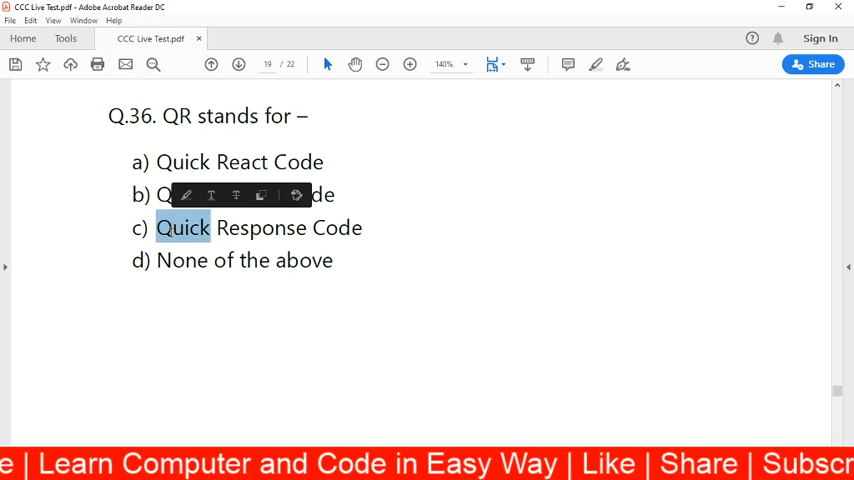 CCC Live Test.pdf - Adobe Acrobat Reader DC
File Edit View Window Help
Home Tools CCC Live Test.pdf × ? Sign In
19 / 22 140% Share
Q.36. QR stands for –
a) Quick React Code
b) Q de
c) Quick Response Code
d) None of the above
e | Learn Computer and Code in Easy Way | Like | Share | Subscr